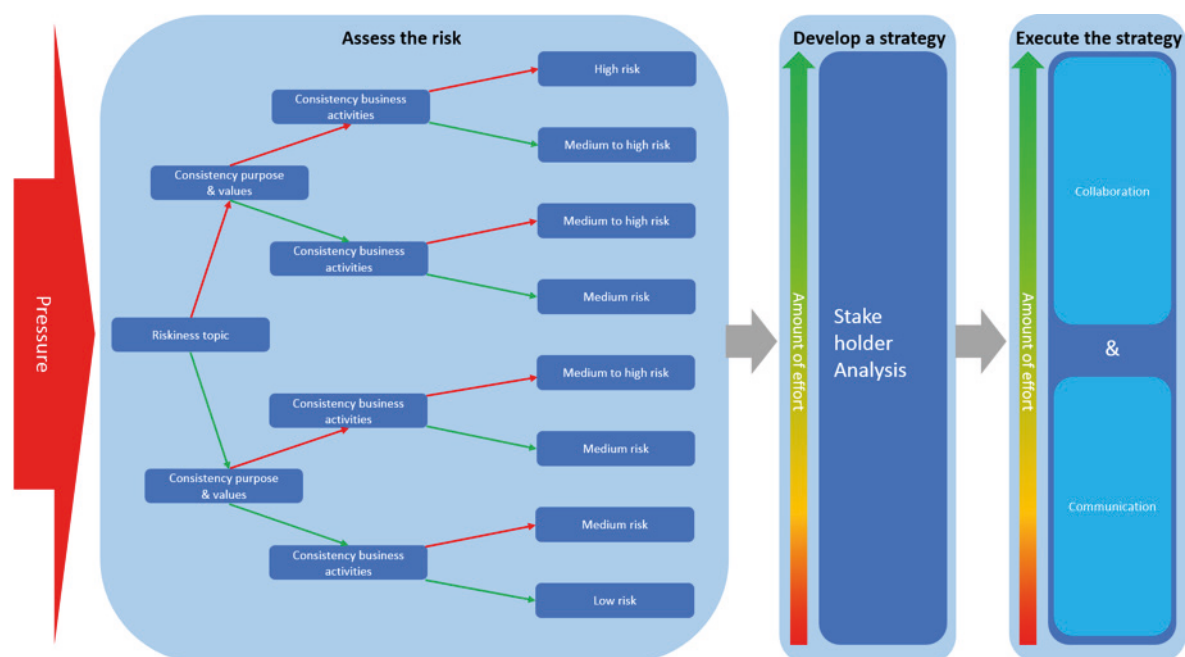 Assess the risk
Develop a strategy
Execute the strategy
Pressure
Riskiness topic
Consistency purpose
& values
Consistency business
activities
High risk
Medium to high risk
Consistency business
activities
Medium to high risk
Medium risk
Consistency purpose
& values
Consistency business
activities
Medium to high risk
Medium risk
Consistency business
activities
Medium risk
Low risk
Amount of effort
Stake
holder
Analysis
Amount of effort
Collaboration
&
Communication